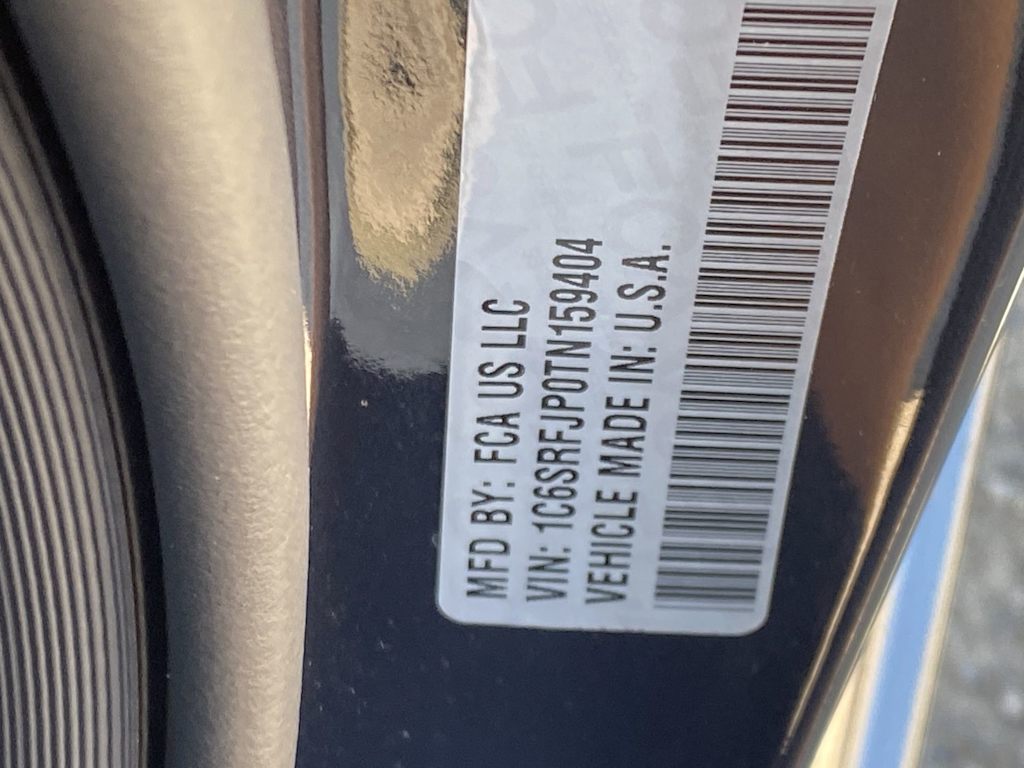 MFD BY: FCA US LLC
VIN: 1C6SRFJP0TN159404
VEHICLE MADE IN: U.S.A.